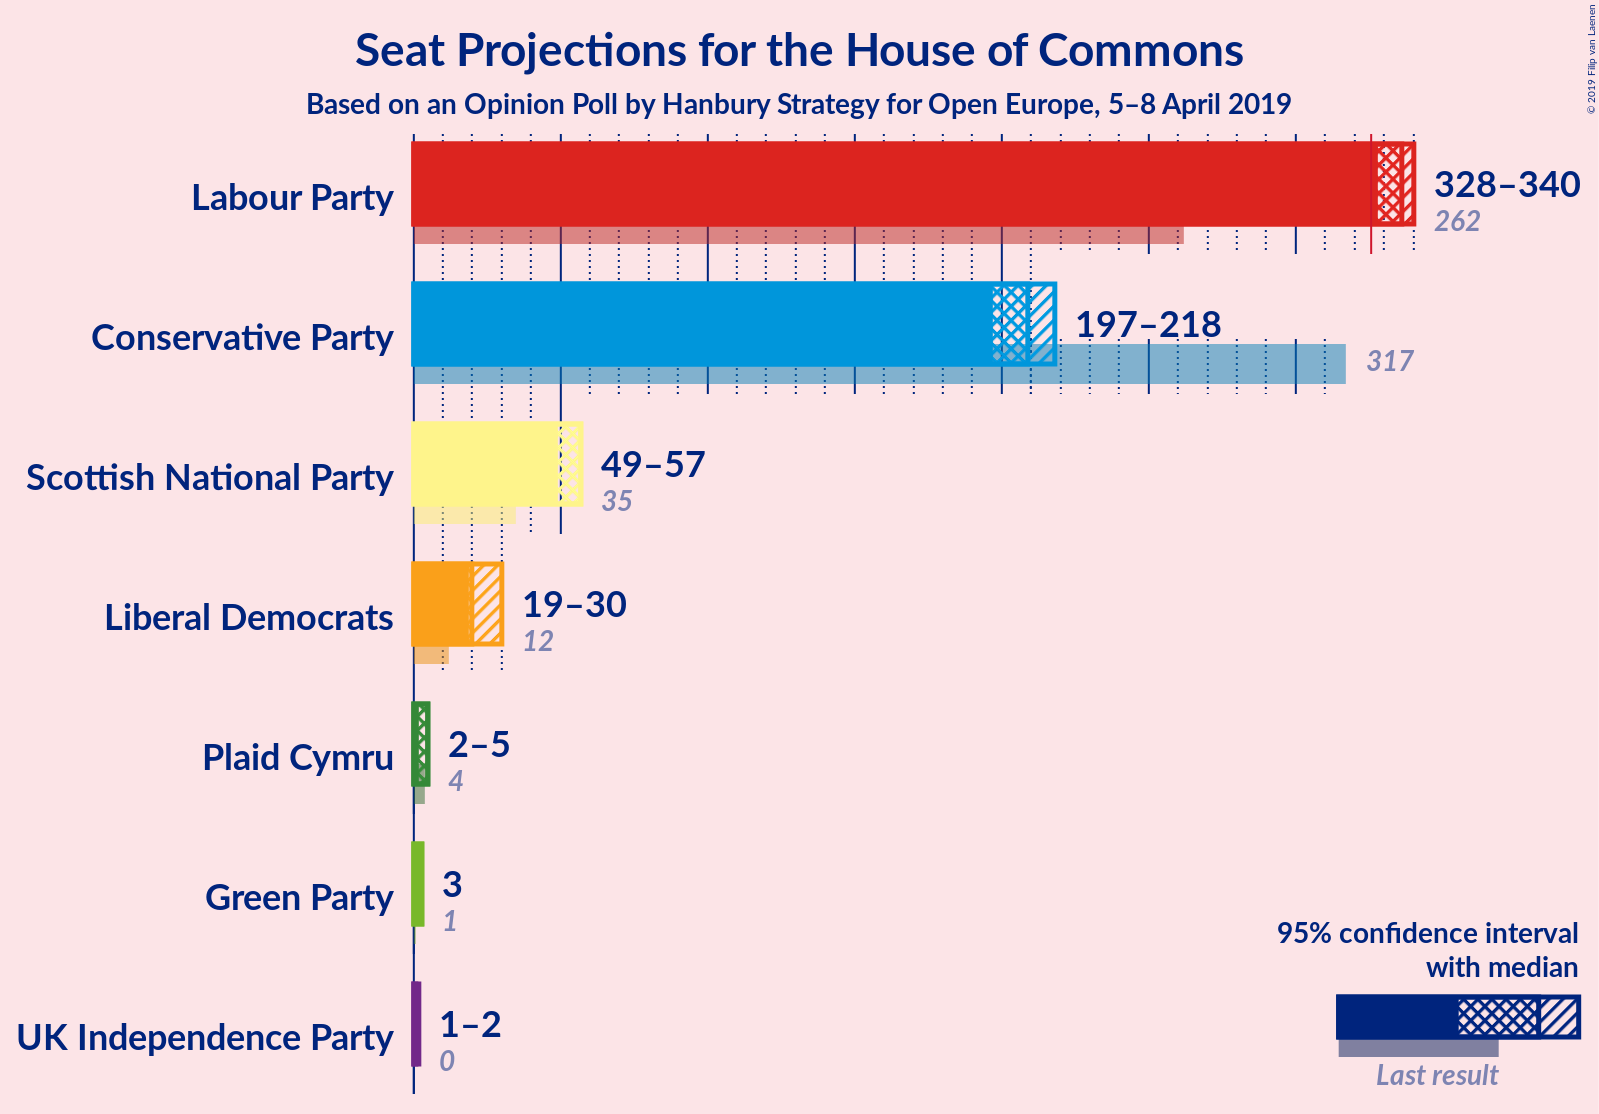 Seat Projections for the House of Commons
Based on an Opinion Poll by Hanbury Strategy for Open Europe, 5–8 April 2019
© 2019 Filip van Laenen
Labour Party
328–340
262
Conservative Party
197–218
317
Scottish National Party
49–57
35
Liberal Democrats
19–30
12
Plaid Cymru
2–5
4
Green Party
3
1
UK Independence Party
1–2
0
95% confidence interval
with median
Last result